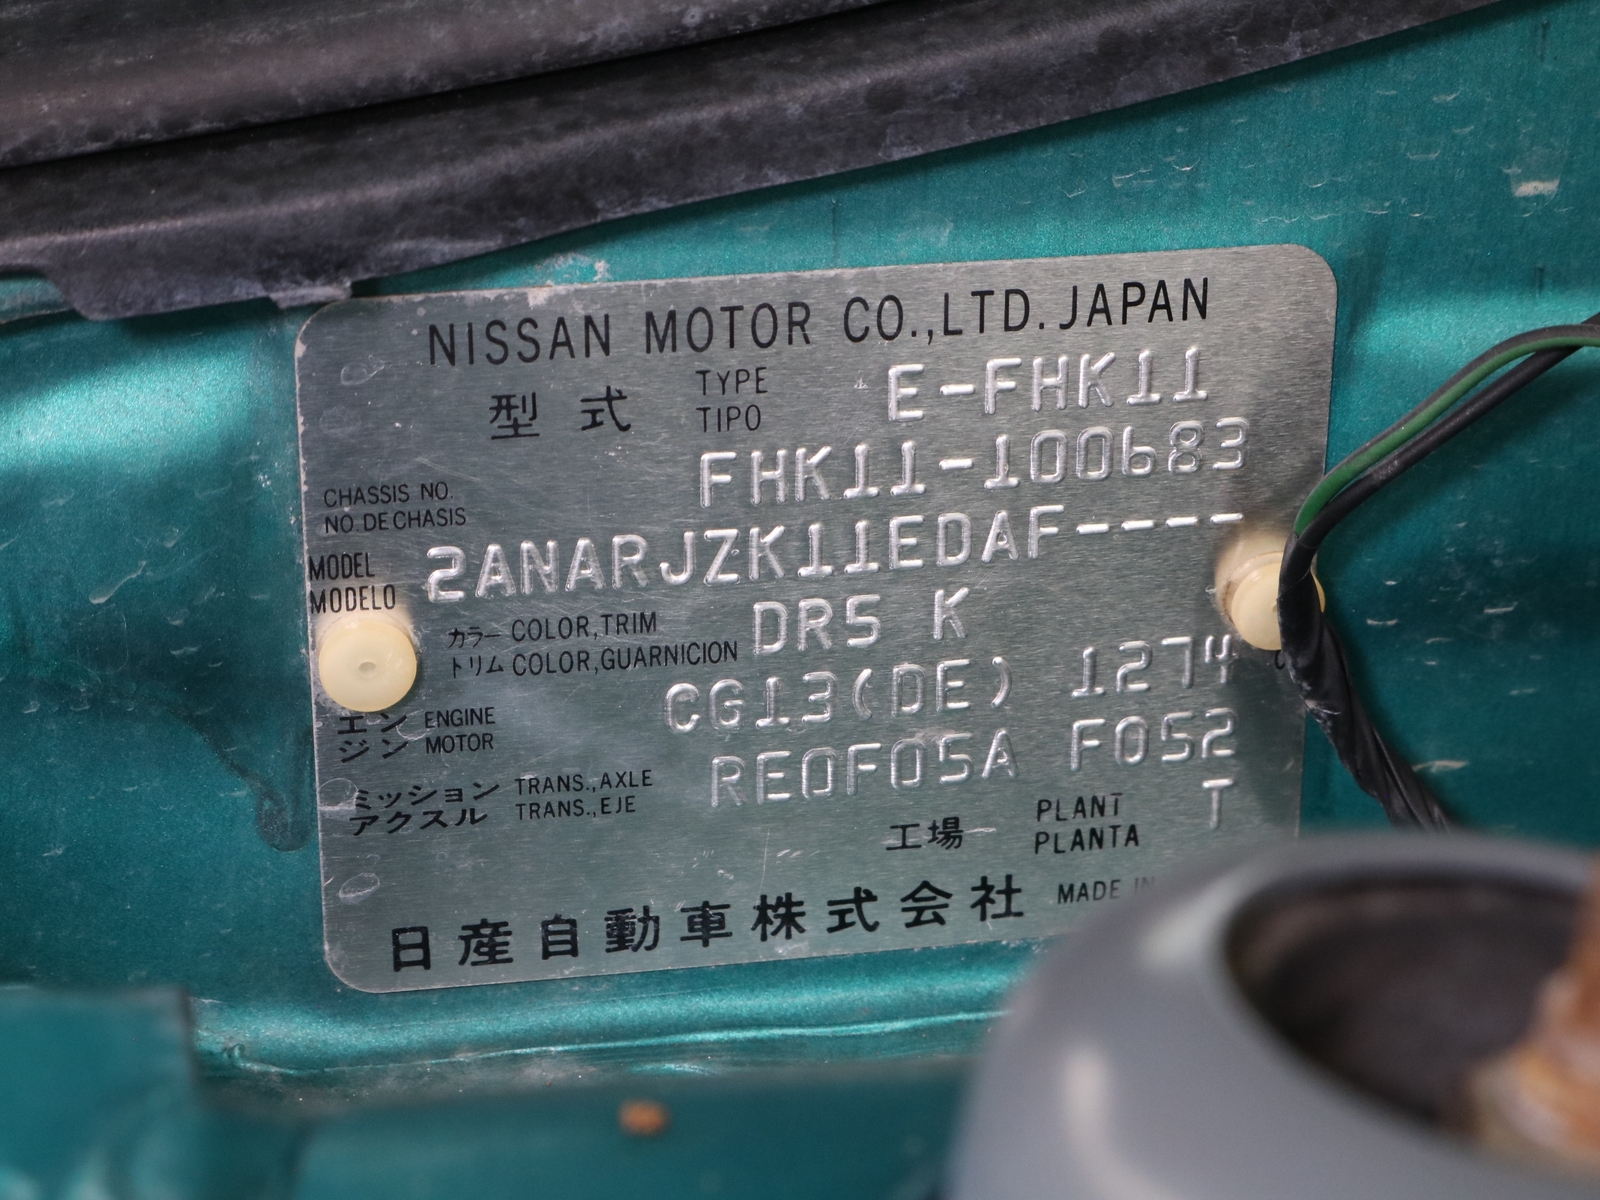 NISSAN MOTOR CO.,LTD. JAPAN
型式 TYPE TIPO E-FHK11
CHASSIS NO. NO. DE CHASIS FHK11-100683
MODEL MODELO 2ANARJZK11EDAF----
カラー COLOR,TRIM
トリム COLOR,GUARNICION DR5 K
エンジン ENGINE MOTOR CG13(DE) 1274
ミッション TRANS.,AXLE
アクスル TRANS.,EJE RE0F05A F052
工場 PLANT PLANTA T
日産自動車株式会社 MADE IN